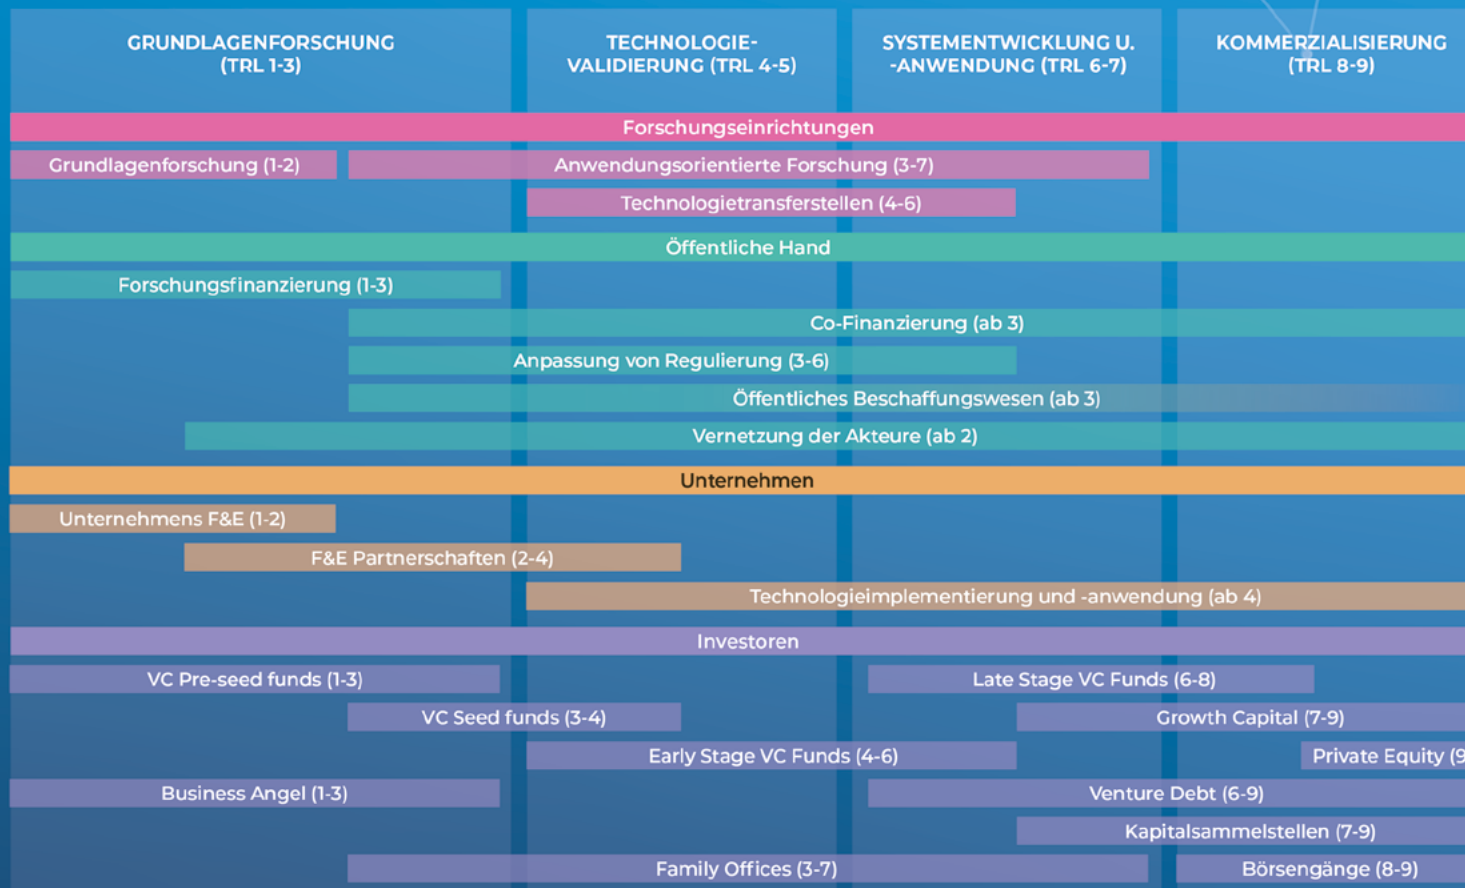 GRUNDLAGENFORSCHUNG
(TRL 1-3)
TECHNOLOGIE-
VALIDIERUNG (TRL 4-5)
SYSTEMENTWICKLUNG U.
-ANWENDUNG (TRL 6-7)
KOMMERZIALISIERUNG
(TRL 8-9)
Forschungseinrichtungen
Grundlagenforschung (1-2)
Anwendungsorientierte Forschung (3-7)
Technologietransferstellen (4-6)
Öffentliche Hand
Forschungsfinanzierung (1-3)
Co-Finanzierung (ab 3)
Anpassung von Regulierung (3-6)
Öffentliches Beschaffungswesen (ab 3)
Vernetzung der Akteure (ab 2)
Unternehmen
Unternehmens F&E (1-2)
F&E Partnerschaften (2-4)
Technologieimplementierung und -anwendung (ab 4)
Investoren
VC Pre-seed funds (1-3)
Late Stage VC Funds (6-8)
VC Seed funds (3-4)
Growth Capital (7-9)
Early Stage VC Funds (4-6)
Private Equity (9
Business Angel (1-3)
Venture Debt (6-9)
Kapitalsammelstellen (7-9)
Family Offices (3-7)
Börsengänge (8-9)